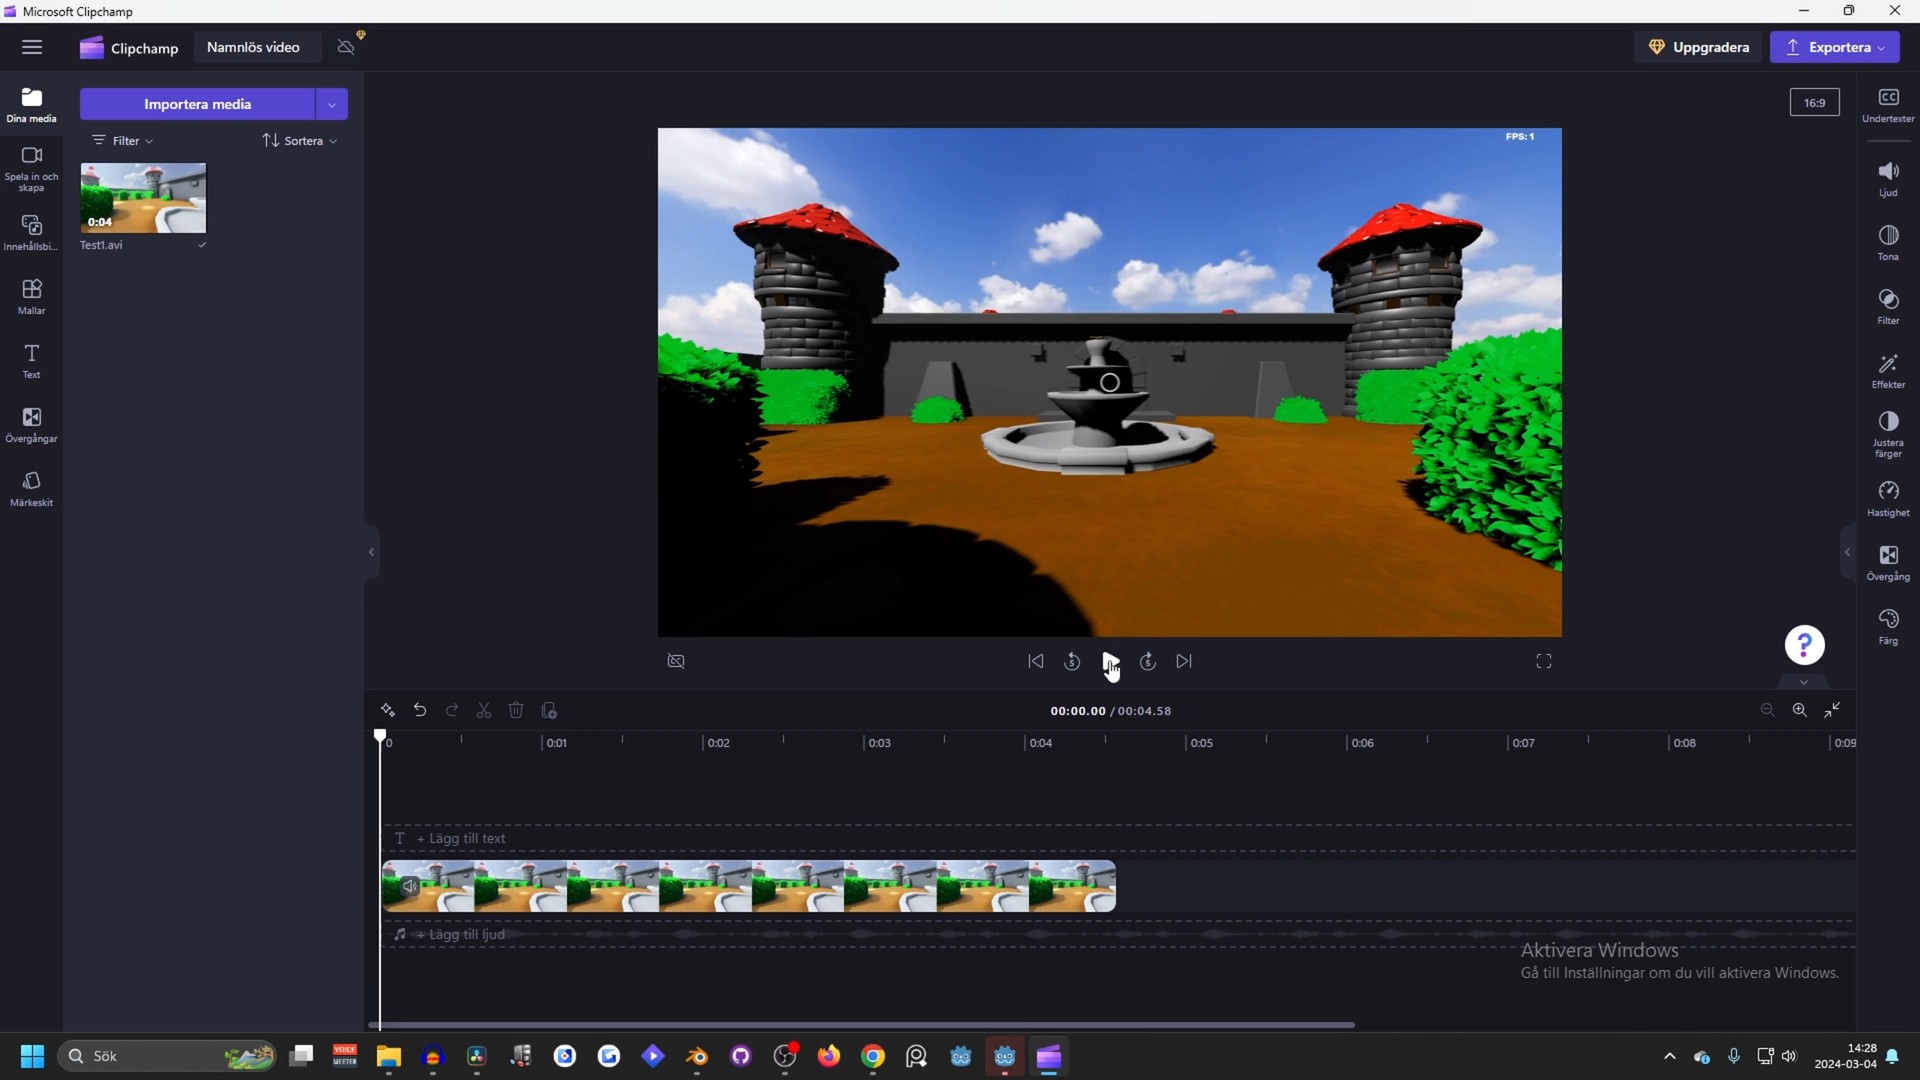 Microsoft Clipchamp
Clipchamp
Namnlös video
Uppgradera
Exportera
Dina media
Spela in och
skapa
Innehållsbi...
Mallar
Text
Övergångar
Märkeskit
Importera media
Filter
Sortera
0:04
Test1.avi
FPS: 1
16:9
Undertexter
Ljud
Tona
Filter
Effekter
Justera
färger
Hastighet
Övergång
Färg
?
5
5
00:00.00 / 00:04.58
0
0:01
0:02
0:03
0:04
0:05
0:06
0:07
0:08
0:09
T + Lägg till text
+ Lägg till ljud
Aktivera Windows
Gå till Inställningar om du vill aktivera Windows.
Sök
VOICE
MEETER
14:28
2024-03-04